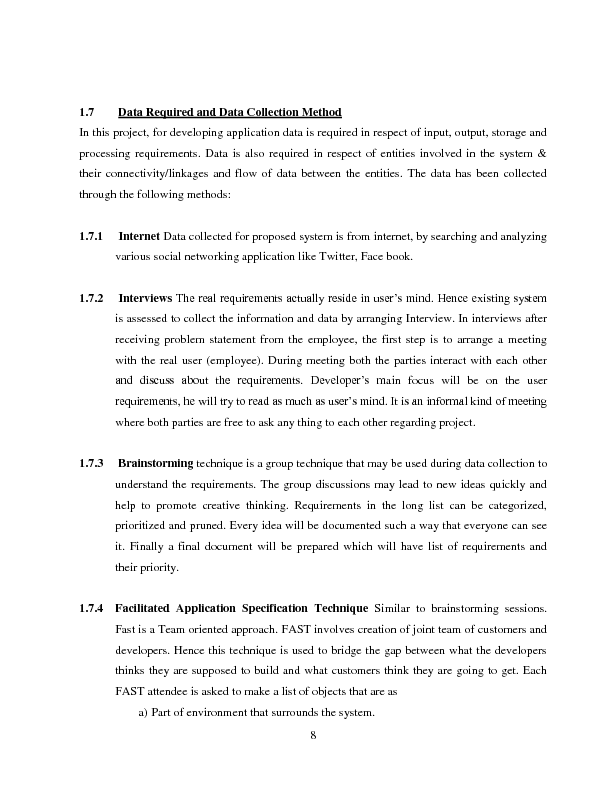 1.7 Data Required and Data Collection Method
In this project, for developing application data is required in respect of input, output, storage and
processing requirements. Data is also required in respect of entities involved in the system &
their connectivity/linkages and flow of data between the entities. The data has been collected
through the following methods:
1.7.1 Internet Data collected for proposed system is from internet, by searching and analyzing
various social networking application like Twitter, Face book.
1.7.2 Interviews The real requirements actually reside in user’s mind. Hence existing system
is assessed to collect the information and data by arranging Interview. In interviews after
receiving problem statement from the employee, the first step is to arrange a meeting
with the real user (employee). During meeting both the parties interact with each other
and discuss about the requirements. Developer’s main focus will be on the user
requirements, he will try to read as much as user’s mind. It is an informal kind of meeting
where both parties are free to ask any thing to each other regarding project.
1.7.3 Brainstorming technique is a group technique that may be used during data collection to
understand the requirements. The group discussions may lead to new ideas quickly and
help to promote creative thinking. Requirements in the long list can be categorized,
prioritized and pruned. Every idea will be documented such a way that everyone can see
it. Finally a final document will be prepared which will have list of requirements and
their priority.
1.7.4 Facilitated Application Specification Technique Similar to brainstorming sessions.
Fast is a Team oriented approach. FAST involves creation of joint team of customers and
developers. Hence this technique is used to bridge the gap between what the developers
thinks they are supposed to build and what customers think they are going to get. Each
FAST attendee is asked to make a list of objects that are as
a) Part of environment that surrounds the system.
8